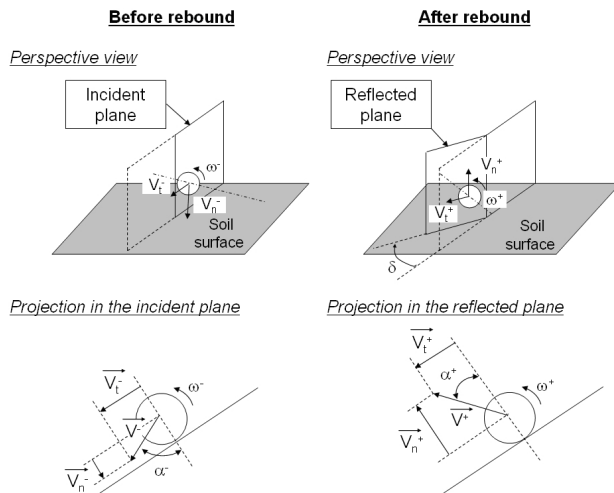 Before rebound
After rebound
Perspective view
Perspective view
Incident plane
Reflected plane
ω⁻
Vₜ⁻
Vₙ⁻
Soil surface
Vₙ⁺
ω⁺
Vₜ⁺
Soil surface
δ
Projection in the incident plane
Projection in the reflected plane
Vₜ⁻
ω⁻
V⁻
Vₙ⁻
α⁻
Vₜ⁺
α⁺
ω⁺
V⁺
Vₙ⁺